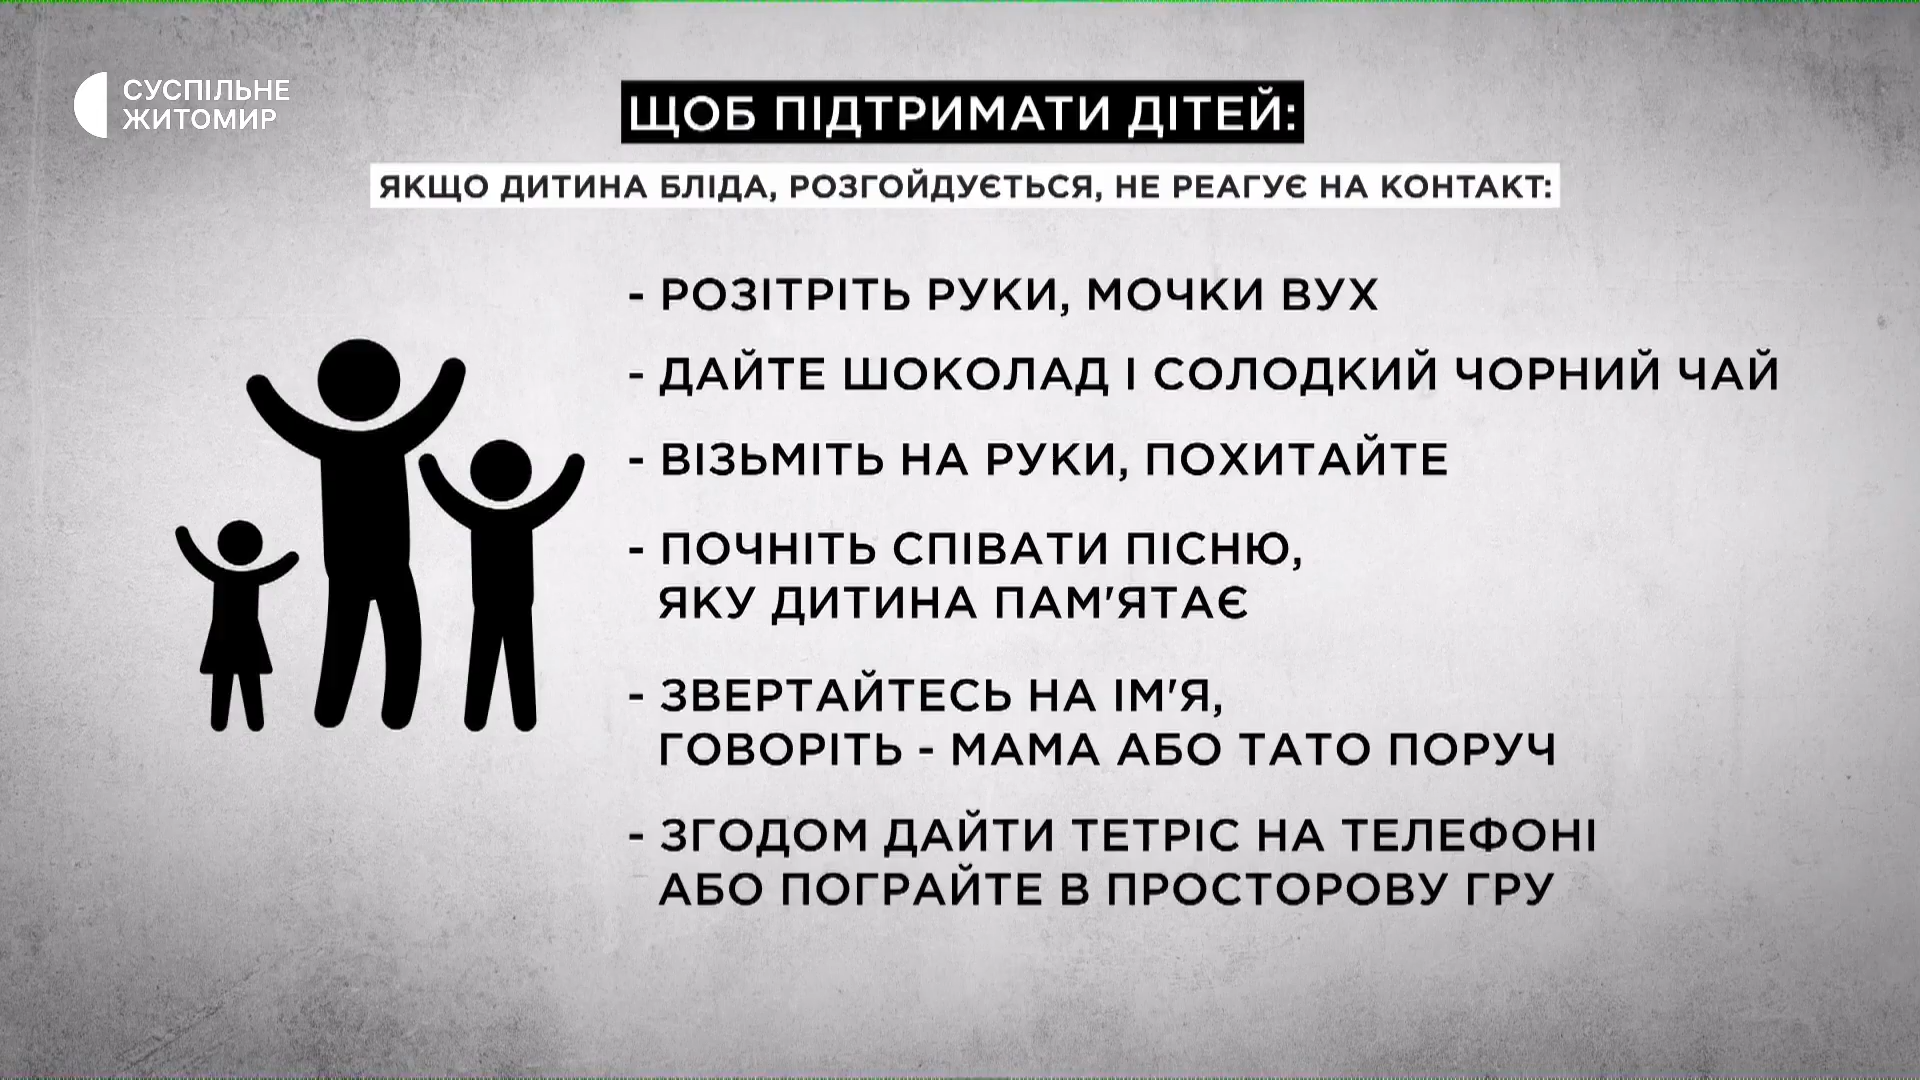 СУСПІЛЬНЕ
ЖИТОМИР
ЩОБ ПІДТРИМАТИ ДІТЕЙ:
ЯКЩО ДИТИНА БЛІДА, РОЗГОЙДУЄТЬСЯ, НЕ РЕАГУЄ НА КОНТАКТ:
- РОЗІТРІТЬ РУКИ, МОЧКИ ВУХ
- ДАЙТЕ ШОКОЛАД І СОЛОДКИЙ ЧОРНИЙ ЧАЙ
- ВІЗЬМІТЬ НА РУКИ, ПОХИТАЙТЕ
- ПОЧНІТЬ СПІВАТИ ПІСНЮ,
ЯКУ ДИТИНА ПАМ'ЯТАЄ
- ЗВЕРТАЙТЕСЬ НА ІМ'Я,
ГОВОРІТЬ - МАМА АБО ТАТО ПОРУЧ
- ЗГОДОМ ДАЙТИ ТЕТРІС НА ТЕЛЕФОНІ
АБО ПОГРАЙТЕ В ПРОСТОРОВУ ГРУ